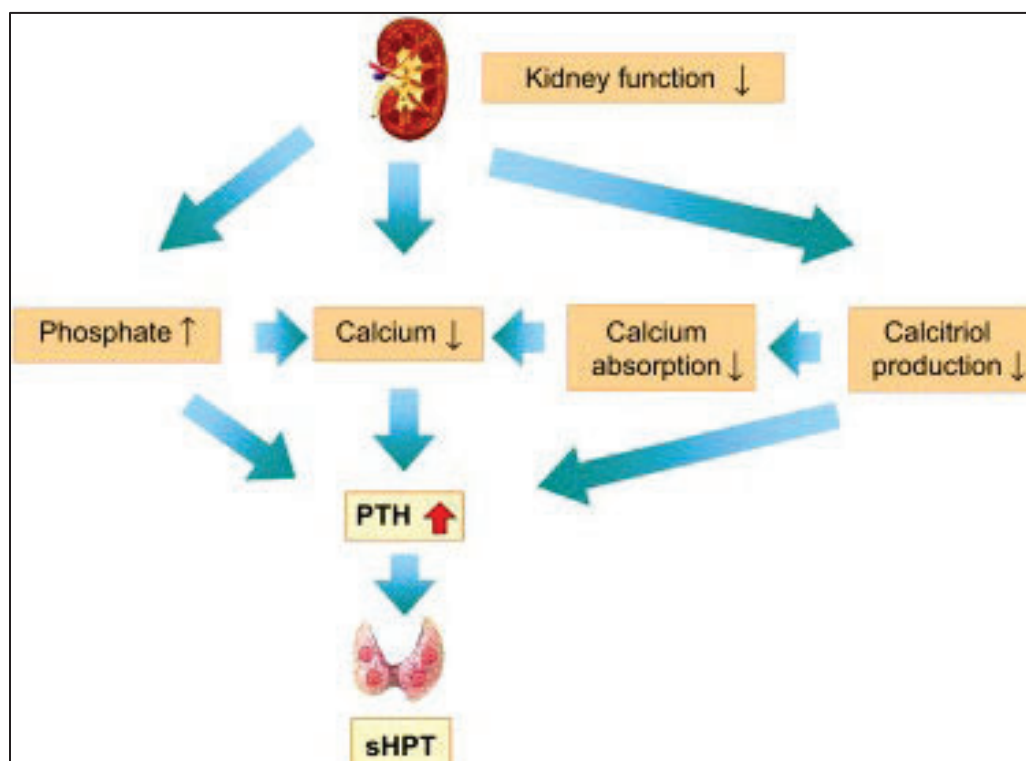 Kidney function ↓
Phosphate ↑
Calcium ↓
Calcium
absorption ↓
Calcitriol
production ↓
PTH
sHPT